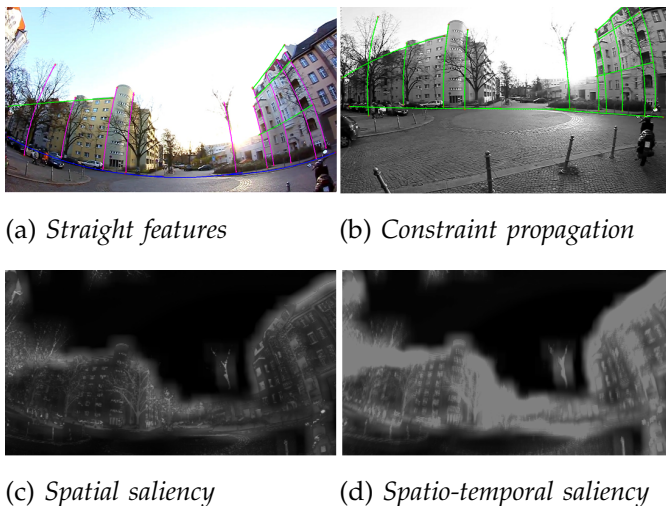 (a) Straight features
(b) Constraint propagation
(c) Spatial saliency
(d) Spatio-temporal saliency